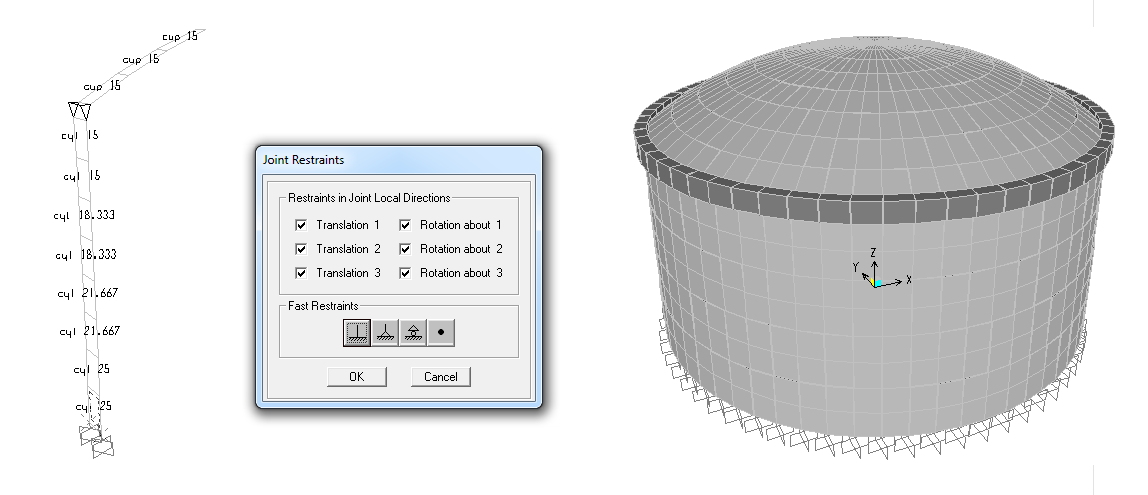 cup 15
cup 15
cup 15
cyl 15
cyl 15
cyl 18.333
cyl 18.333
cyl 21.667
cyl 21.667
cyl 25
cyl 25
Joint Restraints
Restraints in Joint Local Directions
Translation 1 Rotation about 1
Translation 2 Rotation about 2
Translation 3 Rotation about 3
Fast Restraints
OK Cancel
Z
Y
X